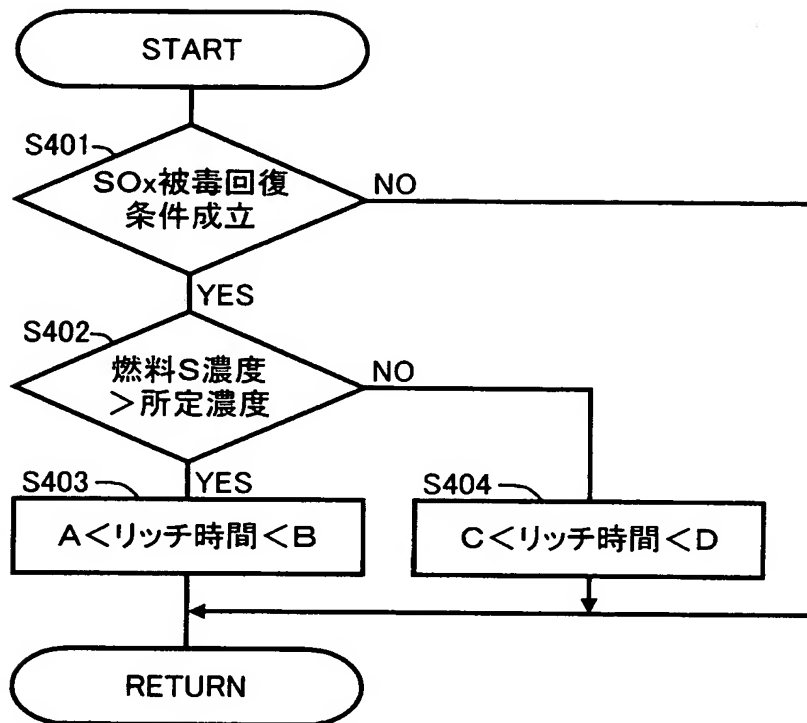 START
S401
SOx被毒回復
条件成立
NO
YES
S402
燃料S濃度
＞所定濃度
NO
YES
S403
A＜リッチ時間＜B
S404
C＜リッチ時間＜D
RETURN